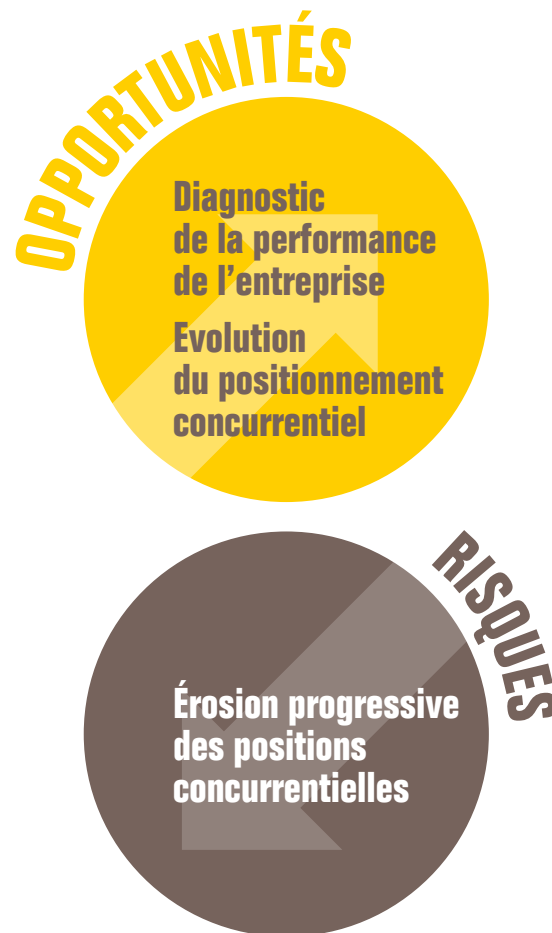 OPPORTUNITÉS
Diagnostic
de la performance
de l’entreprise
Evolution
du positionnement
concurrentiel
RISQUES
Érosion progressive
des positions
concurrentielles